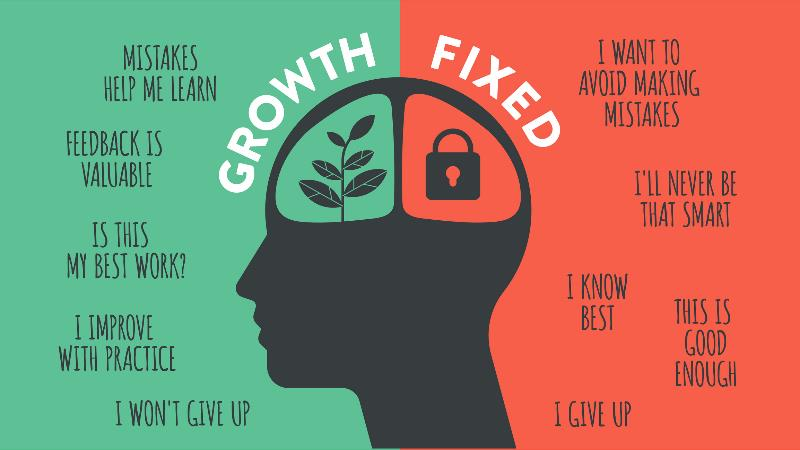 GROWTH
FIXED
MISTAKES
HELP ME LEARN
FEEDBACK IS
VALUABLE
IS THIS
MY BEST WORK?
I IMPROVE
WITH PRACTICE
I WON'T GIVE UP
I WANT TO
AVOID MAKING
MISTAKES
I'LL NEVER BE
THAT SMART
I KNOW
BEST
THIS IS
GOOD
ENOUGH
I GIVE UP